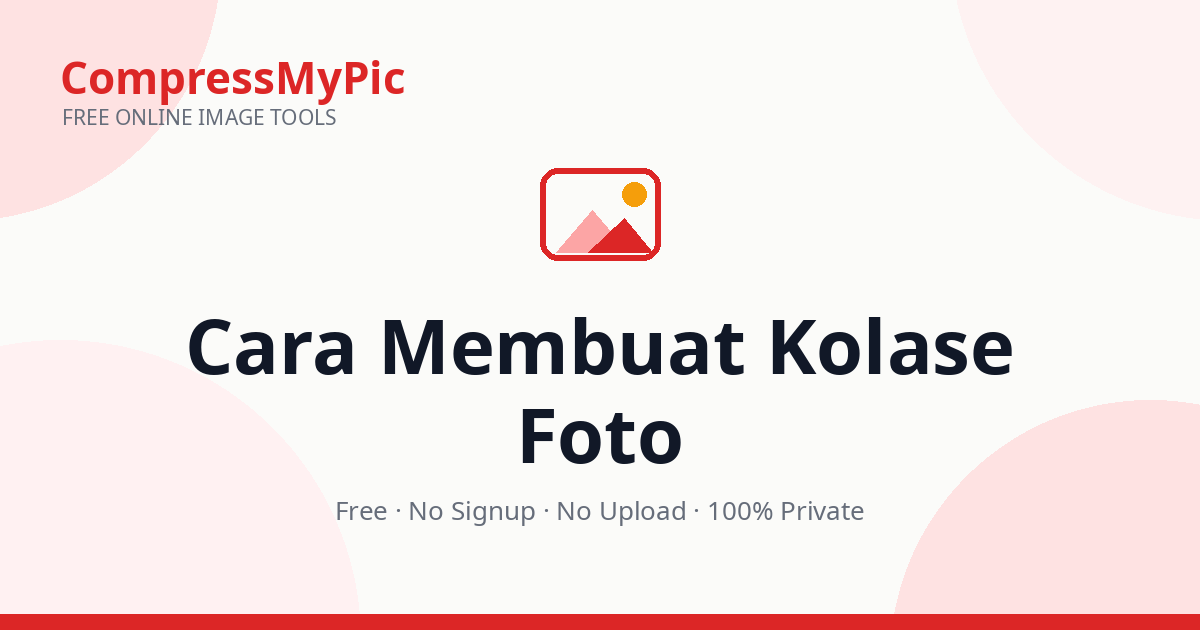 CompressMyPic
FREE ONLINE IMAGE TOOLS
Cara Membuat Kolase
Foto
Free · No Signup · No Upload · 100% Private